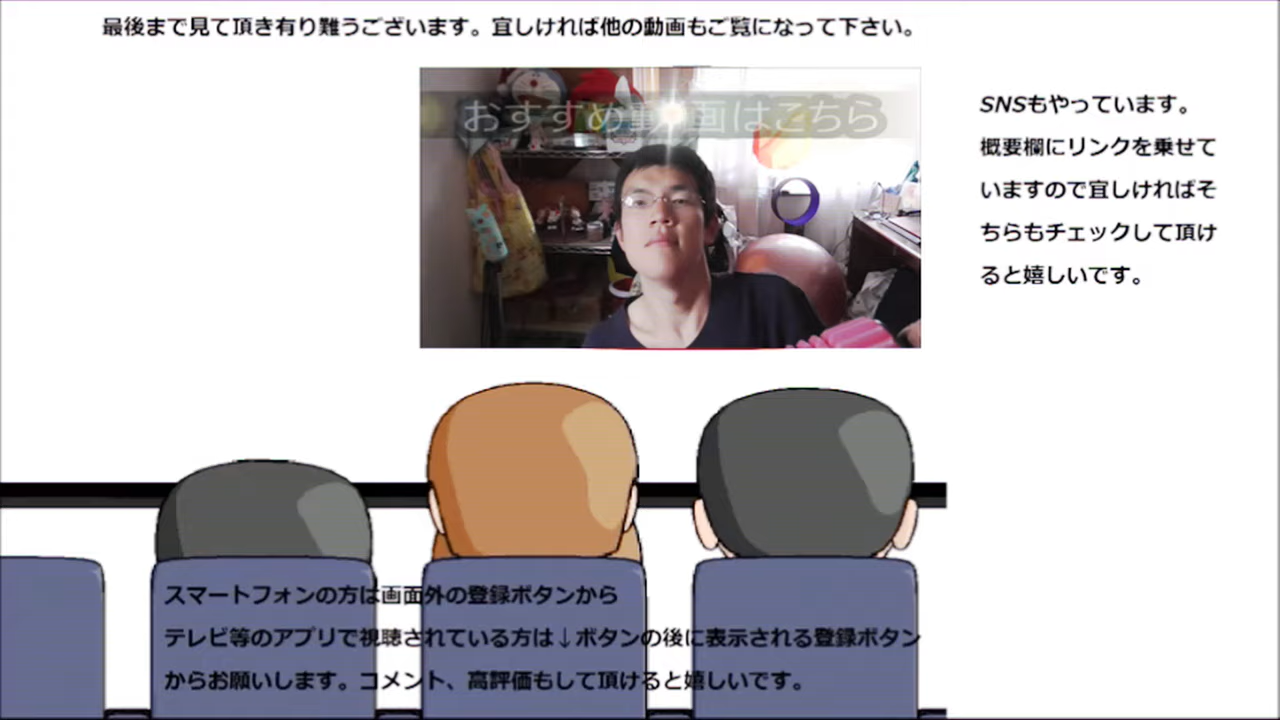 最後まで見て頂き有り難うございます。宜しければ他の動画もご覧になって下さい。
おすすめ動画はこちら
SNSもやっています。
概要欄にリンクを乗せて
いますので宜しければそ
ちらもチェックして頂け
ると嬉しいです。
スマートフォンの方は画面外の登録ボタンから
テレビ等のアプリで視聴されている方は↓ボタンの後に表示される登録ボタン
からお願いします。コメント、高評価もして頂けると嬉しいです。